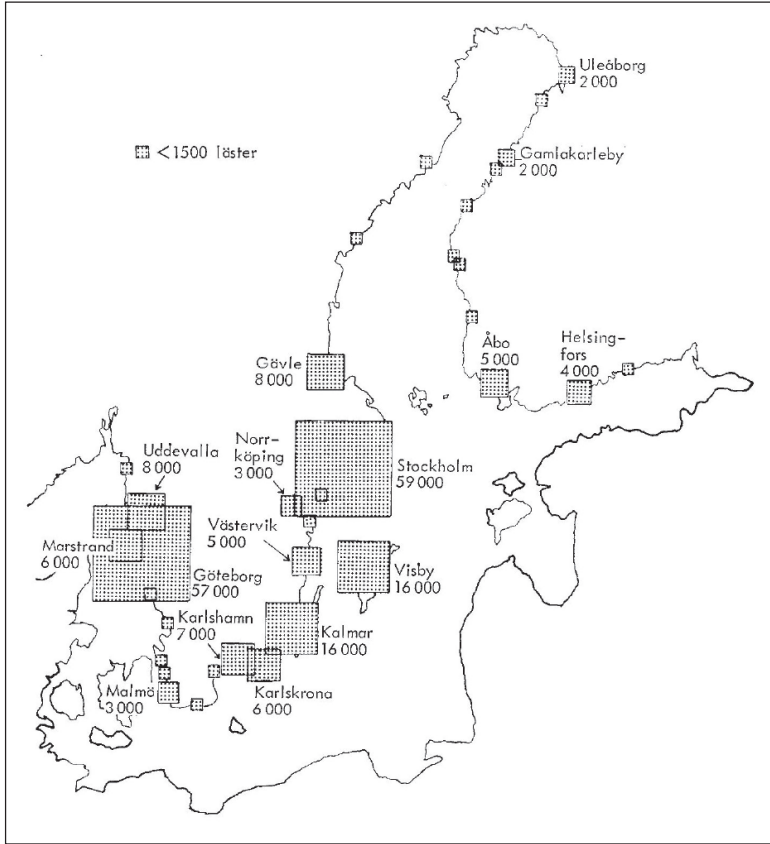 Uleåborg
2 000
<1500 läster
Gamlakarleby
2 000
Gävle
8 000
Åbo
5 000
Helsing-
fors
4 000
Uddevalla
8 000
Norr-
köping
3 000
Stockholm
59 000
Marstrand
6 000
Västervik
5 000
Göteborg
57 000
Visby
16 000
Karlshamn
7 000
Kalmar
16 000
Malmö
3 000
Karlskrona
6 000